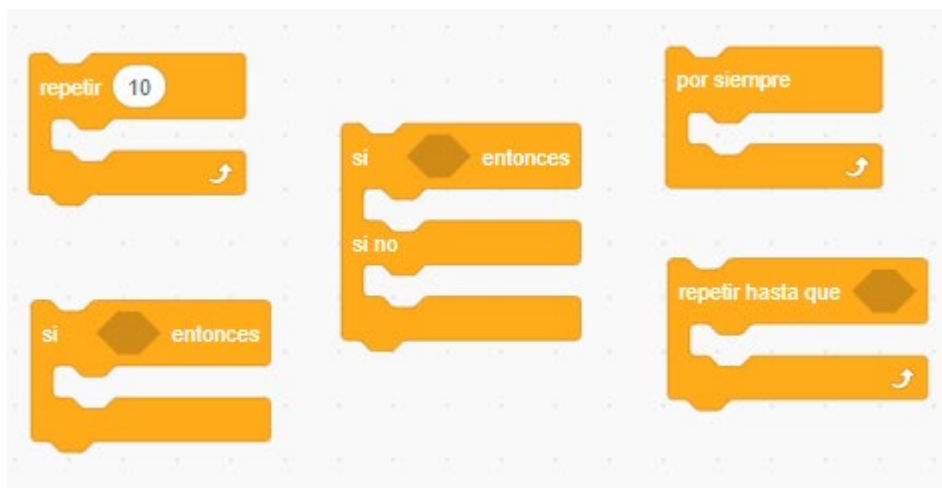 repetir 10
si entonces
si entonces
si no
por siempre
repetir hasta que